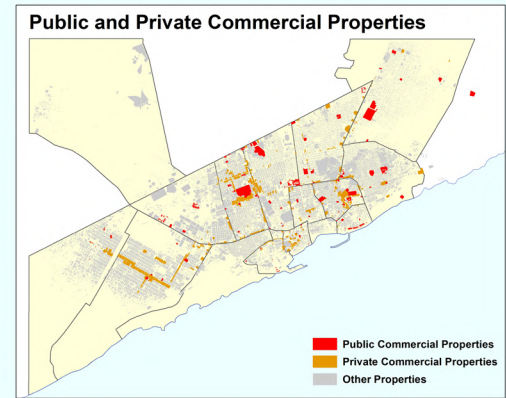 Public and Private Commercial Properties
Public Commercial Properties
Private Commercial Properties
Other Properties